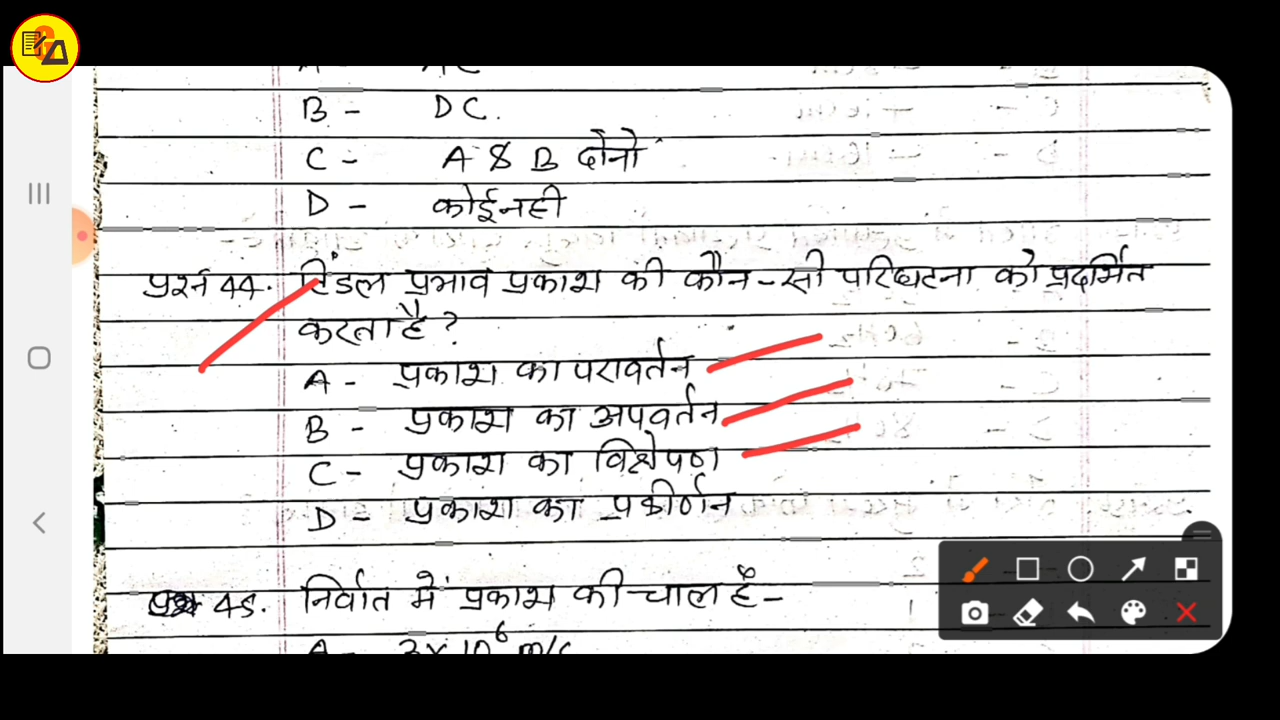 B - DC.
C - A & B दोनो
D - कोईनही
प्रश्न 44. टिंडल प्रभाव प्रकाश की कौन-सी परिघटना को प्रदर्मित
करता है ?
A - प्रकाश का परावर्तन
B - प्रकाश का अपवर्तन
C - प्रकाश का विक्षेपण
D - प्रकाश का प्रकीर्णन
प्रश्न 45. निर्वात में प्रकाश की चाल है -
A - 3x10⁶ m/s